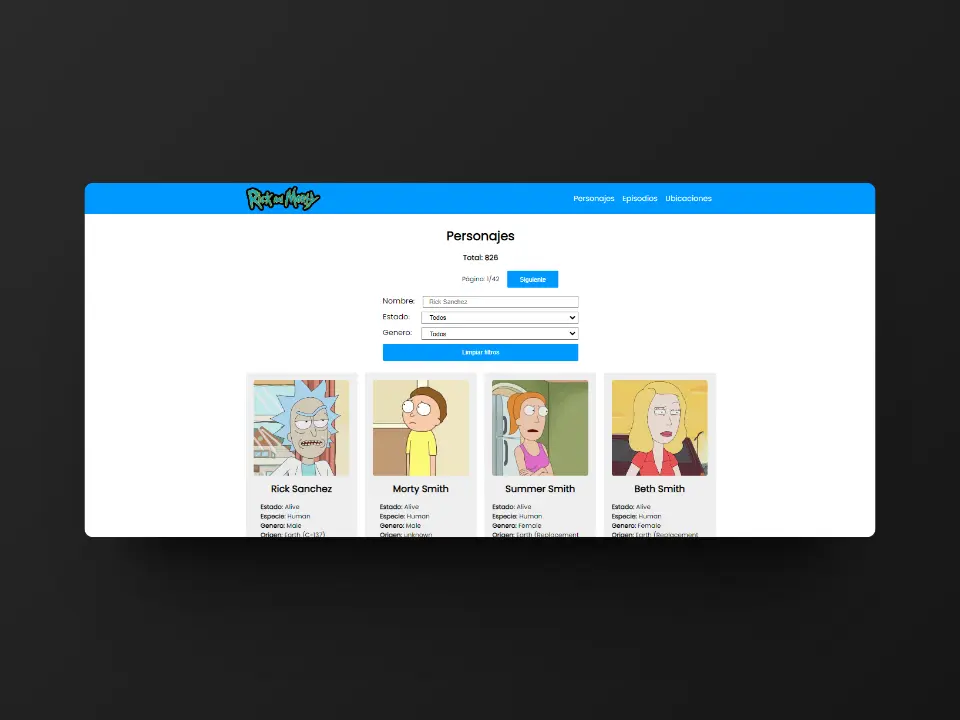 Rick and Morty
Personajes Episodios Ubicaciones
Personajes
Total: 826
Página: 1/42 Siguiente
Nombre: Rick Sanchez
Estado: Todos
Genero: Todos
Limpiar filtros
Rick Sanchez
Estado: Alive
Especie: Human
Genero: Male
Origen: Earth (C-137)
Morty Smith
Estado: Alive
Especie: Human
Genero: Male
Origen: unknown
Summer Smith
Estado: Alive
Especie: Human
Genero: Female
Origen: Earth (Replacement
Beth Smith
Estado: Alive
Especie: Human
Genero: Female
Origen: Earth (Replacement